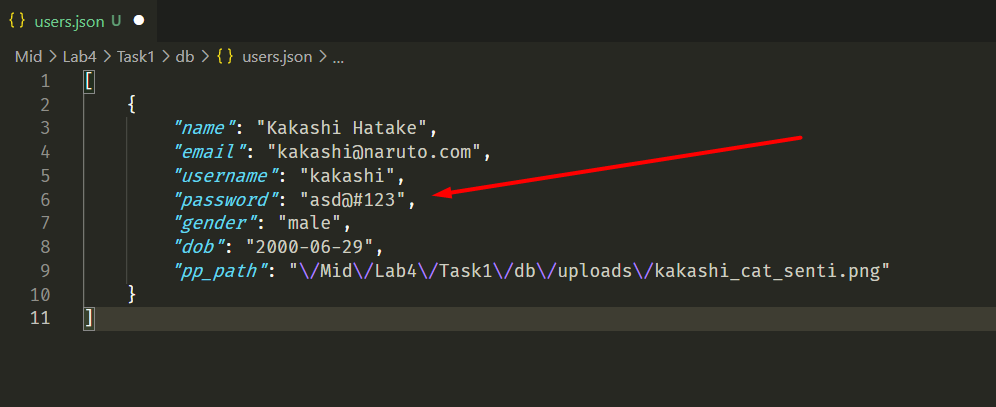 {} users.json U ●
Mid > Lab4 > Task1 > db > {} users.json > ...
1 [
2 {
3 "name": "Kakashi Hatake",
4 "email": "kakashi@naruto.com",
5 "username": "kakashi",
6 "password": "asd@#123",
7 "gender": "male",
8 "dob": "2000-06-29",
9 "pp_path": "\/Mid\/Lab4\/Task1\/db\/uploads\/kakashi_cat_senti.png"
10 }
11 ]